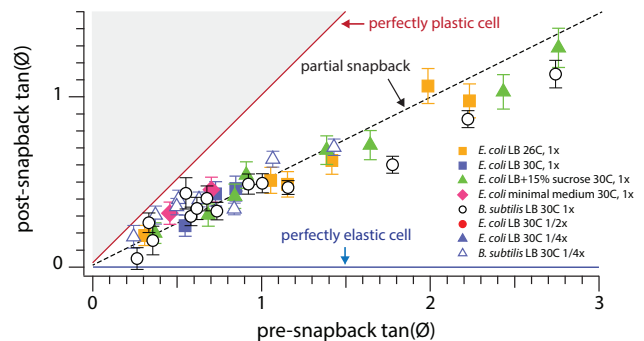 perfectly plastic cell
partial snapback
perfectly elastic cell
post-snapback tan(Ø)
1
0
E. coli LB 26C, 1x
E. coli LB 30C, 1x
E. coli LB+15% sucrose 30C, 1x
E. coli minimal medium 30C, 1x
B. subtilis LB 30C 1x
E. coli LB 30C 1/2x
E. coli LB 30C 1/4x
B. subtilis LB 30C 1/4x
0
1
2
3
pre-snapback tan(Ø)